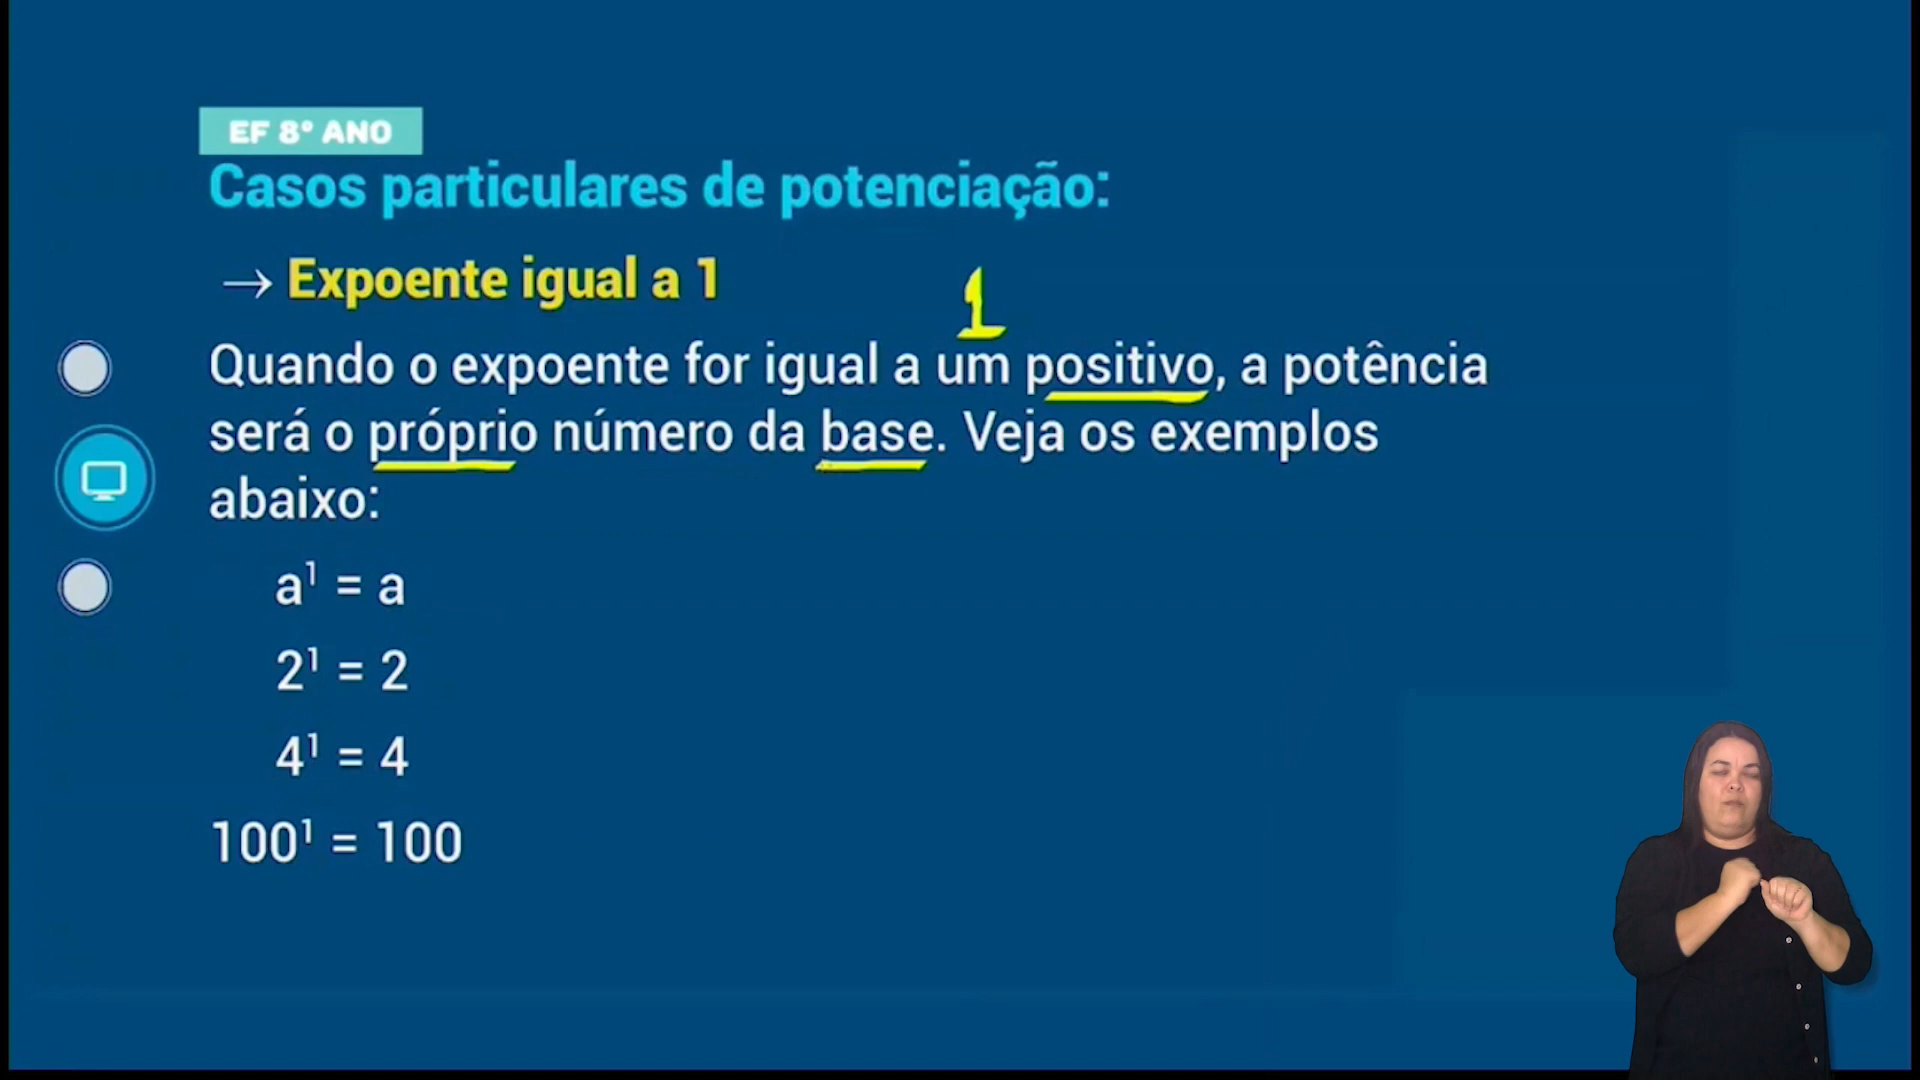 EF 8º ANO
Casos particulares de potenciação:
→ Expoente igual a 1
1
Quando o expoente for igual a um positivo, a potência
será o próprio número da base. Veja os exemplos
abaixo:
a¹ = a
2¹ = 2
4¹ = 4
100¹ = 100